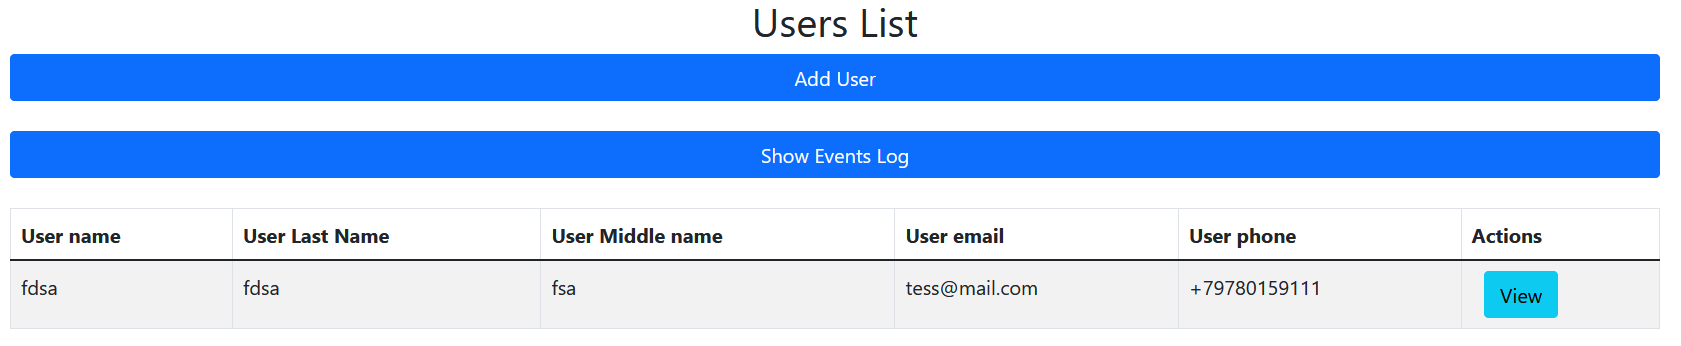 Users List
Add User
Show Events Log
User name User Last Name User Middle name User email User phone Actions
fdsa fdsa fsa tess@mail.com +79780159111 View